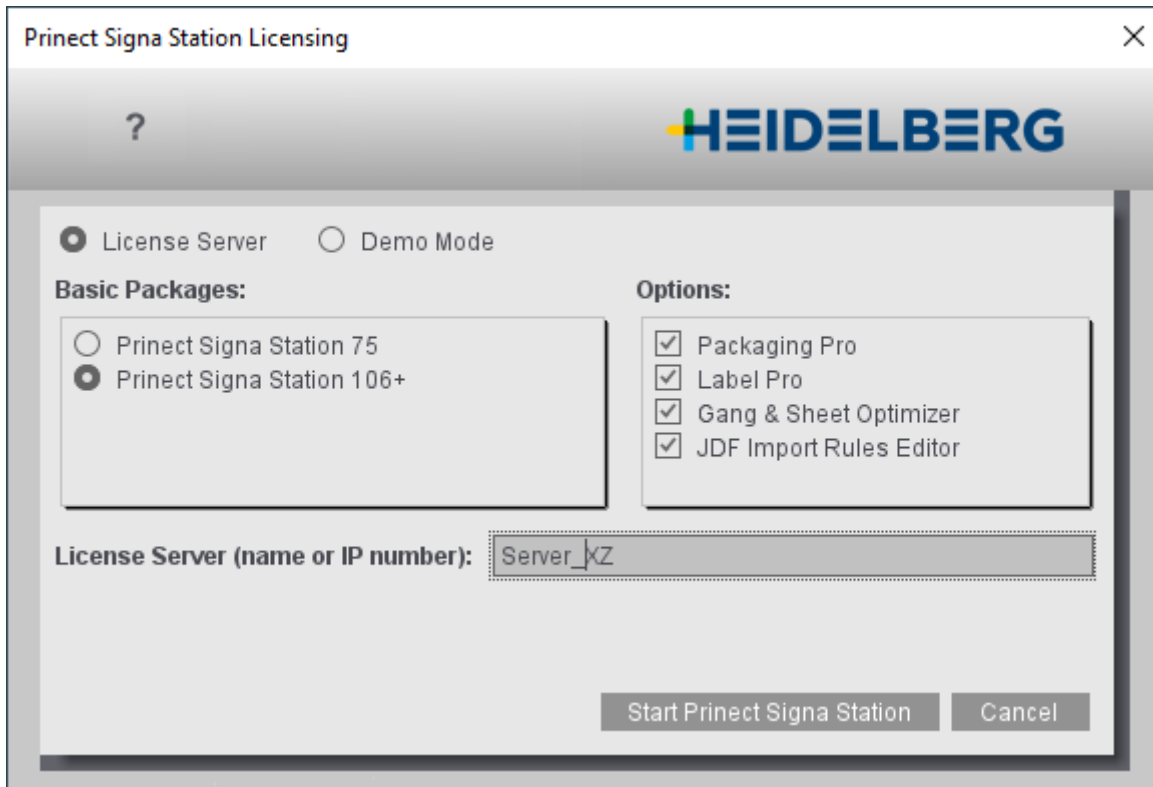 Prinect Signa Station Licensing
?
HEIDELBERG
License Server
Demo Mode
Basic Packages:
Prinect Signa Station 75
Prinect Signa Station 106+
Options:
Packaging Pro
Label Pro
Gang & Sheet Optimizer
JDF Import Rules Editor
License Server (name or IP number):
Server_XZ
Start Prinect Signa Station
Cancel